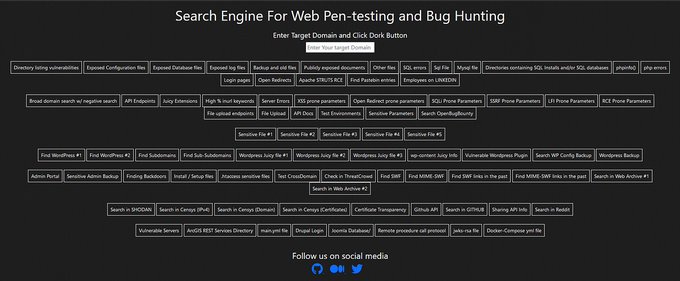 Search Engine For Web Pen-testing and Bug Hunting
Enter Target Domain and Click Dork Button
Enter Your target Domain
Directory listing vulnerabilities Exposed Configuration files Exposed Database files Exposed log files Backup and old files Publicly exposed documents Other files SQL errors Sql File Mysql file Directories containing SQL Installs and/or SQL databases phpinfo() php errors
Login pages Open Redirects Apache STRUTS RCE Find Pastebin entries Employees on LINKEDIN
Broad domain search w/ negative search API Endpoints Juicy Extensions High % inurl keywords Server Errors XSS prone parameters Open Redirect prone parameters SQLi Prone Parameters SSRF Prone Parameters LFI Prone Parameters RCE Prone Parameters
File upload endpoints File Upload API Docs Test Environments Sensitive Parameters Search OpenBugBounty
Sensitive File #1 Sensitive File #2 Sensitive File #3 Sensitive File #4 Sensitive File #5
Find WordPress #1 Find WordPress #2 Find Subdomains Find Sub-Subdomains Wordpress Juicy file #1 Wordpress Juicy file #2 Wordpress Juicy file #3 wp-content Juicy Info Vulnerable Wordpress Plugin Search WP Config Backup Wordpress Backup
Admin Portal Sensitive Admin Backup Finding Backdoors Install / Setup files .htaccess sensitive files Test CrossDomain Check in ThreatCrowd Find SWF Find MIME-SWF Find SWF links in the past Find MIME-SWF links in the past Search in Web Archive #1
Search in Web Archive #2
Search in SHODAN Search in Censys (IPv4) Search in Censys (Domain) Search in Censys (Certificates) Certificate Transparency Github API Search in GITHUB Sharing API Info Search in Reddit
Vulnerable Servers ArcGIS REST Services Directory main.yml file Drupal Login Joomla Database/ Remote procedure call protocol jwks-rsa file Docker-Compose yml file
Follow us on social media